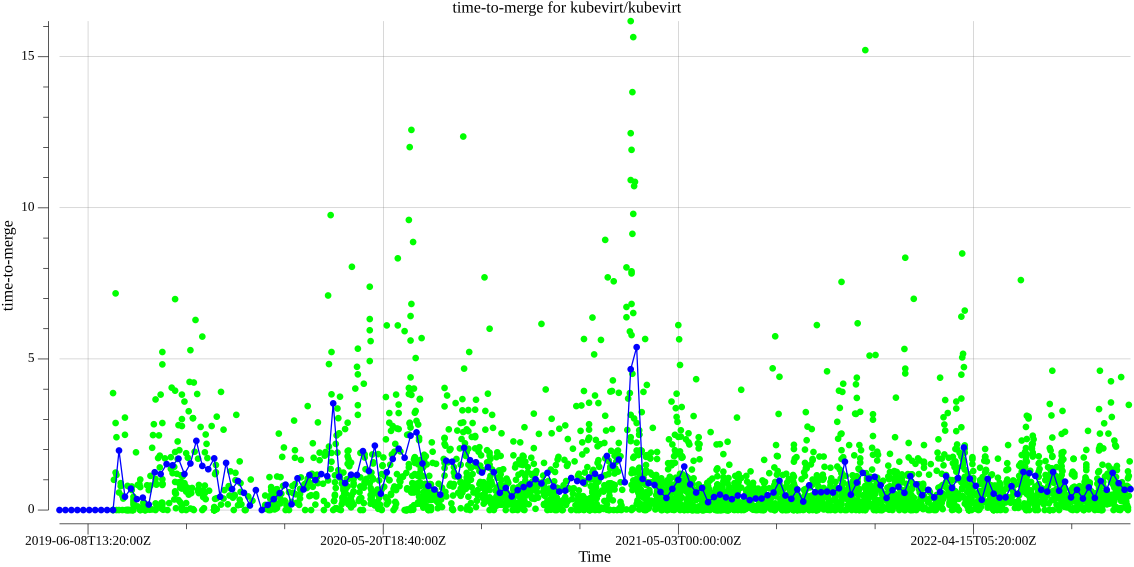 time-to-merge for kubevirt/kubevirt
15
10
5
0
time-to-merge
2019-06-08T13:20:00Z
2020-05-20T18:40:00Z
2021-05-03T00:00:00Z
2022-04-15T05:20:00Z
Time